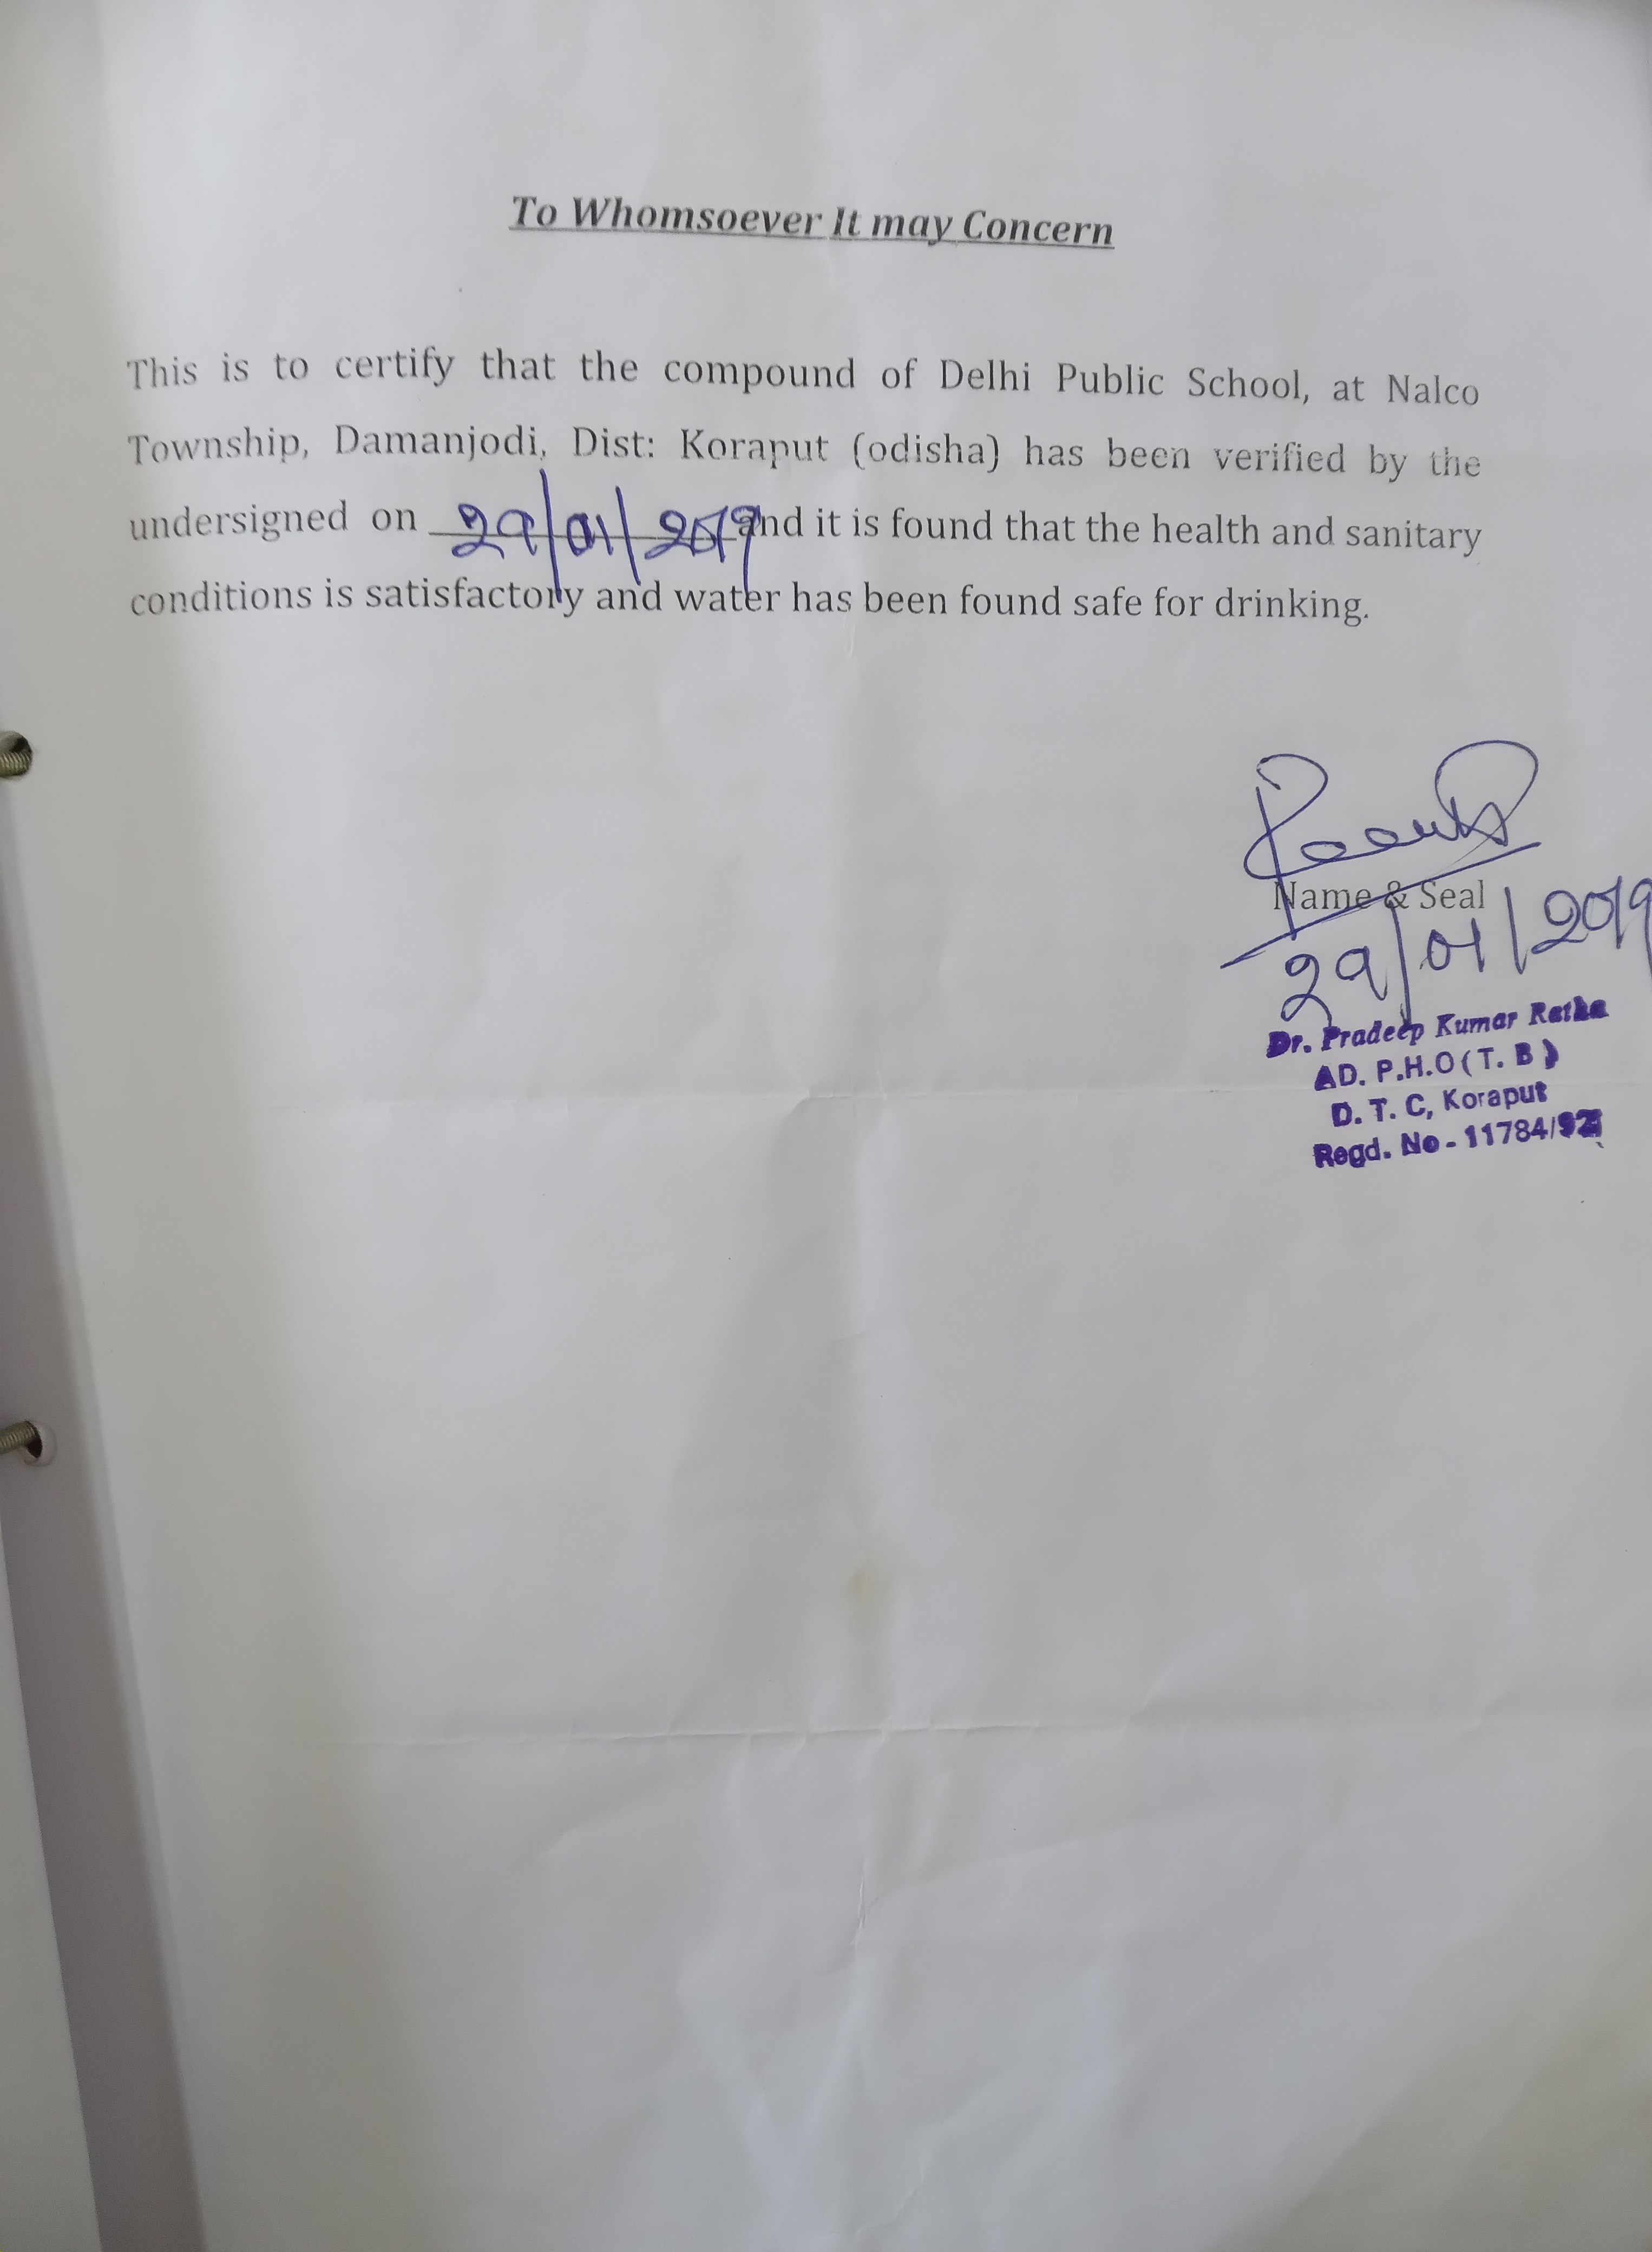 To Whomsoever It may Concern
This is to certify that the compound of Delhi Public School, at Nalco
Township, Damanjodi, Dist: Koraput (odisha) has been verified by the
undersigned on 29/01/2019 and it is found that the health and sanitary
conditions is satisfactory and water has been found safe for drinking.
Name & Seal
29/01/2019
Dr. Pradeep Kumar Ratha
AD. P.H.O (T. B)
D. T. C, Koraput
Regd. No - 11784/